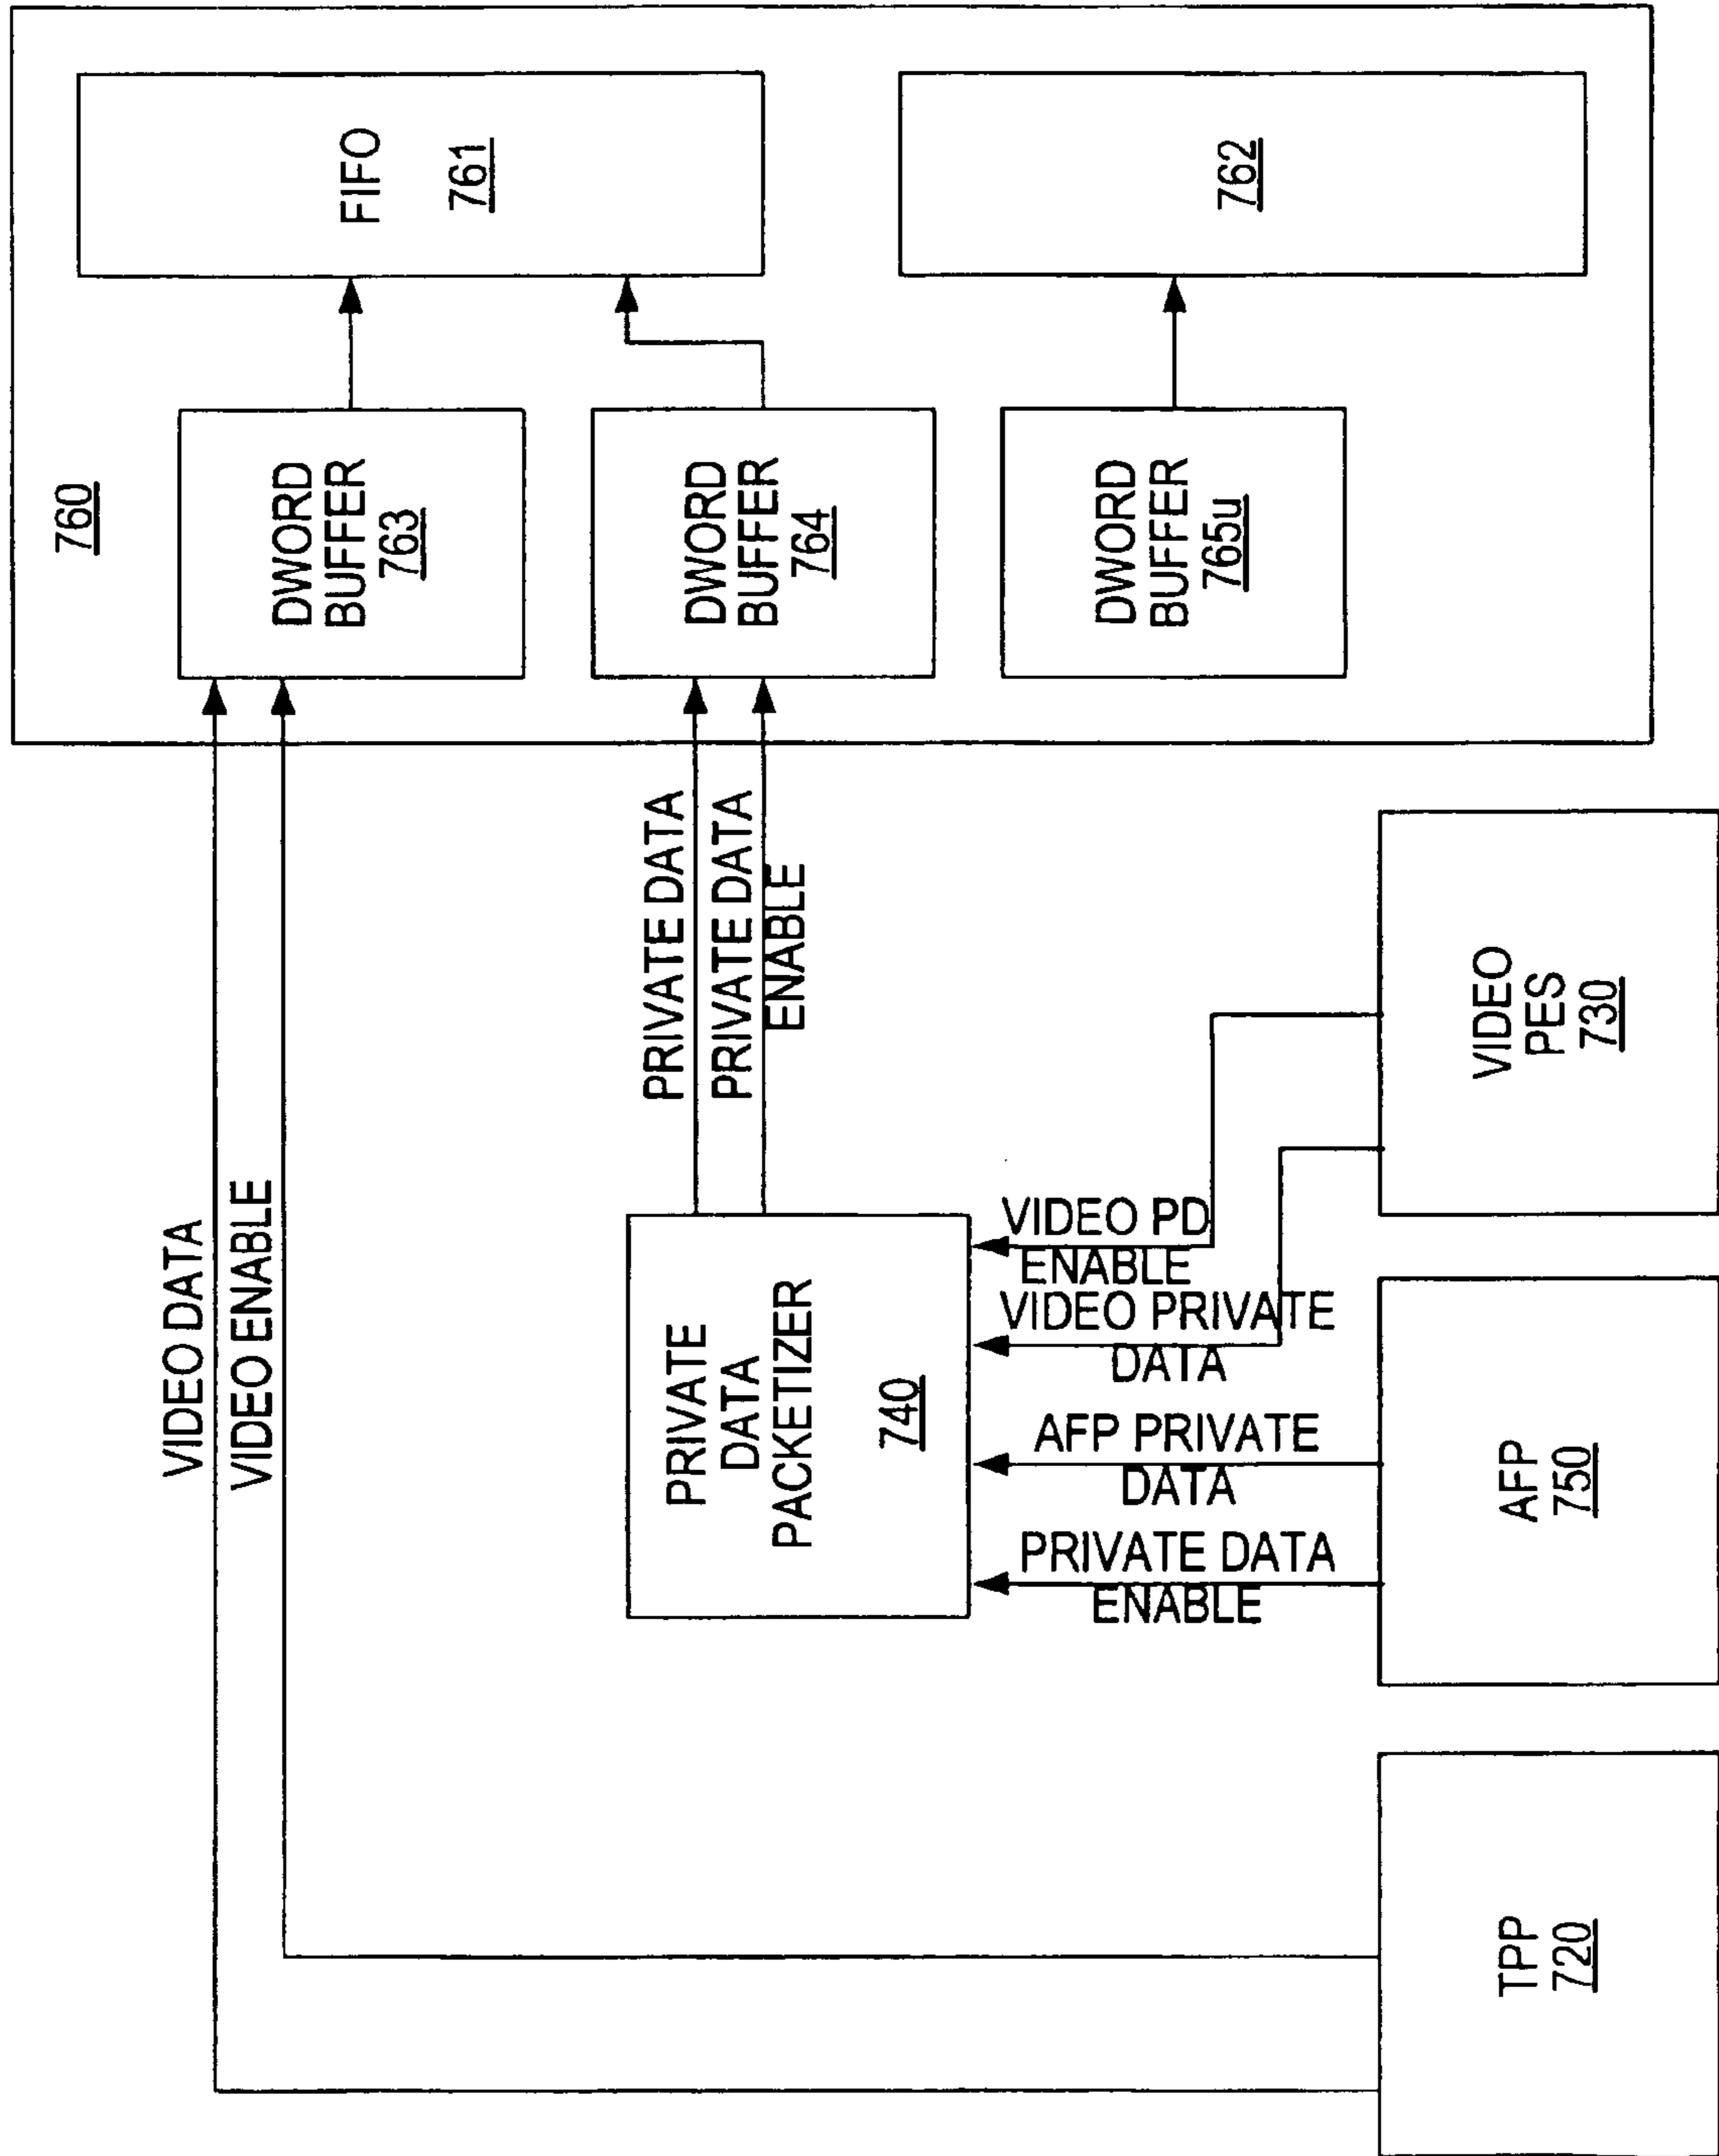 760
FIFO
761
762
DWORD
BUFFER
763
DWORD
BUFFER
764
DWORD
BUFFER
765u
VIDEO DATA
VIDEO ENABLE
PRIVATE DATA
PRIVATE DATA
ENABLE
PRIVATE
DATA
PACKETIZER
740
VIDEO PD
ENABLE
VIDEO PRIVATE
DATA
AFP PRIVATE
DATA
PRIVATE DATA
ENABLE
VIDEO
PES
730
AFP
750
TPP
720